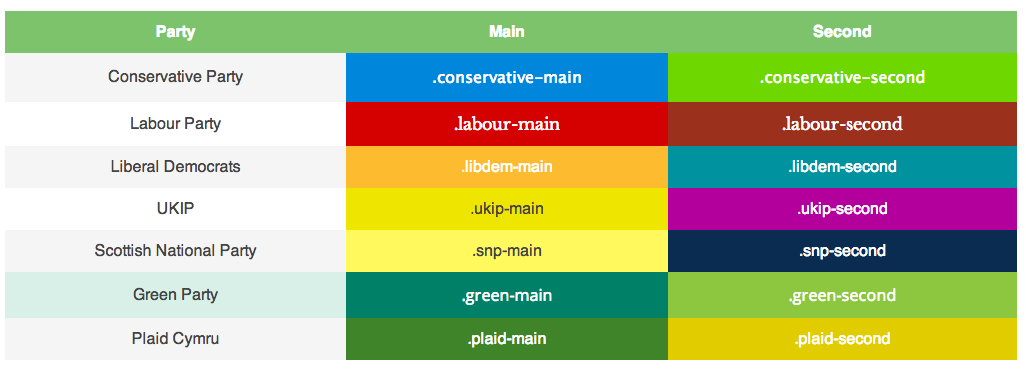 Party Main Second
Conservative Party .conservative-main .conservative-second
Labour Party .labour-main .labour-second
Liberal Democrats .libdem-main .libdem-second
UKIP .ukip-main .ukip-second
Scottish National Party .snp-main .snp-second
Green Party .green-main .green-second
Plaid Cymru .plaid-main .plaid-second